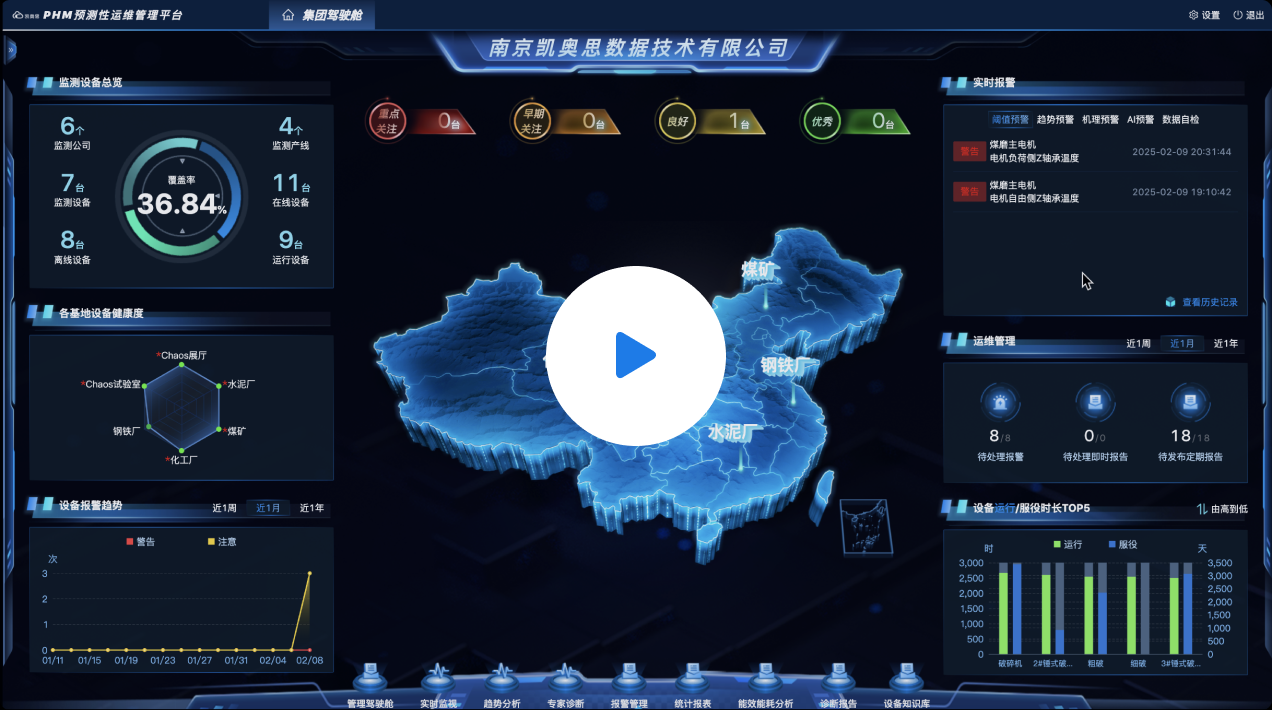 PHM预测性运维管理平台
集团驾驶舱
设置
退出
南京凯奥思数据技术有限公司
监测设备总览
6个
监测公司
4个
监测产线
7台
监测设备
11台
在线设备
8台
离线设备
9台
运行设备
覆盖率
36.84%
各基地设备健康度
*Chaos展厅
*Chaos试验室
*水泥厂
钢铁厂
*煤矿
*化工厂
设备报警趋势
近1周
近1月
近1年
警告
注意
次
3
2
1
0
01/11
01/15
01/19
01/23
01/27
01/31
02/04
02/08
重点
关注
0台
早期
关注
0台
良好
1台
优秀
0台
煤矿
钢铁厂
水泥厂
管理驾驶舱
实时监视
趋势分析
专家诊断
报警管理
统计报表
能效能耗分析
诊断报告
设备知识库
实时报警
阈值预警
趋势预警
机理预警
AI预警
数据自检
警告
煤磨主电机
电机负荷侧Z轴承温度
2025-02-09 20:31:44
警告
煤磨主电机
电机自由侧Z轴承温度
2025-02-09 19:10:42
查看历史记录
运维管理
近1周
近1月
近1年
8/8
待处理报警
0/0
待处理即时报告
18/18
待发布定期报告
设备运行/服役时长TOP5
由高到低
时
运行
服役
天
3,000
2,500
2,000
1,500
1,000
500
0
3,500
3,000
2,500
2,000
1,500
1,000
500
0
破碎机
2#锤式破...
粗破
细破
3#锤式破...